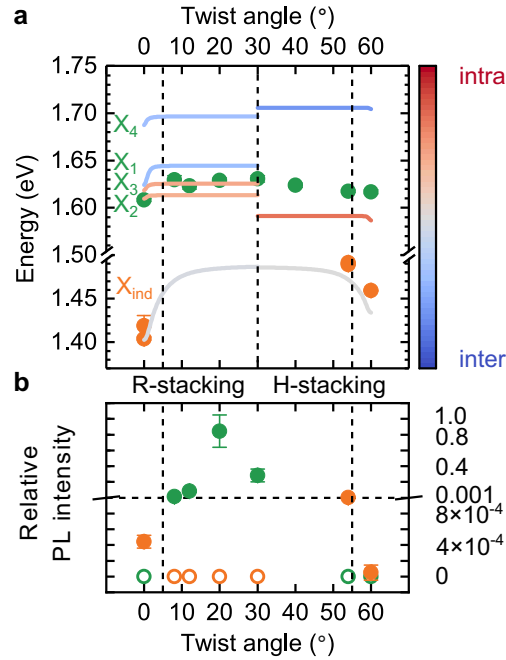 a
Twist angle (°)
0 10 20 30 40 50 60
1.75
1.70
1.65
1.60
1.50
1.45
1.40
Energy (eV)
X4
X1
X3
X2
Xind
intra
inter
R-stacking
H-stacking
b
Relative
PL intensity
1.0
0.8
0.4
0.001
8×10⁻⁴
4×10⁻⁴
0
0 10 20 30 40 50 60
Twist angle (°)